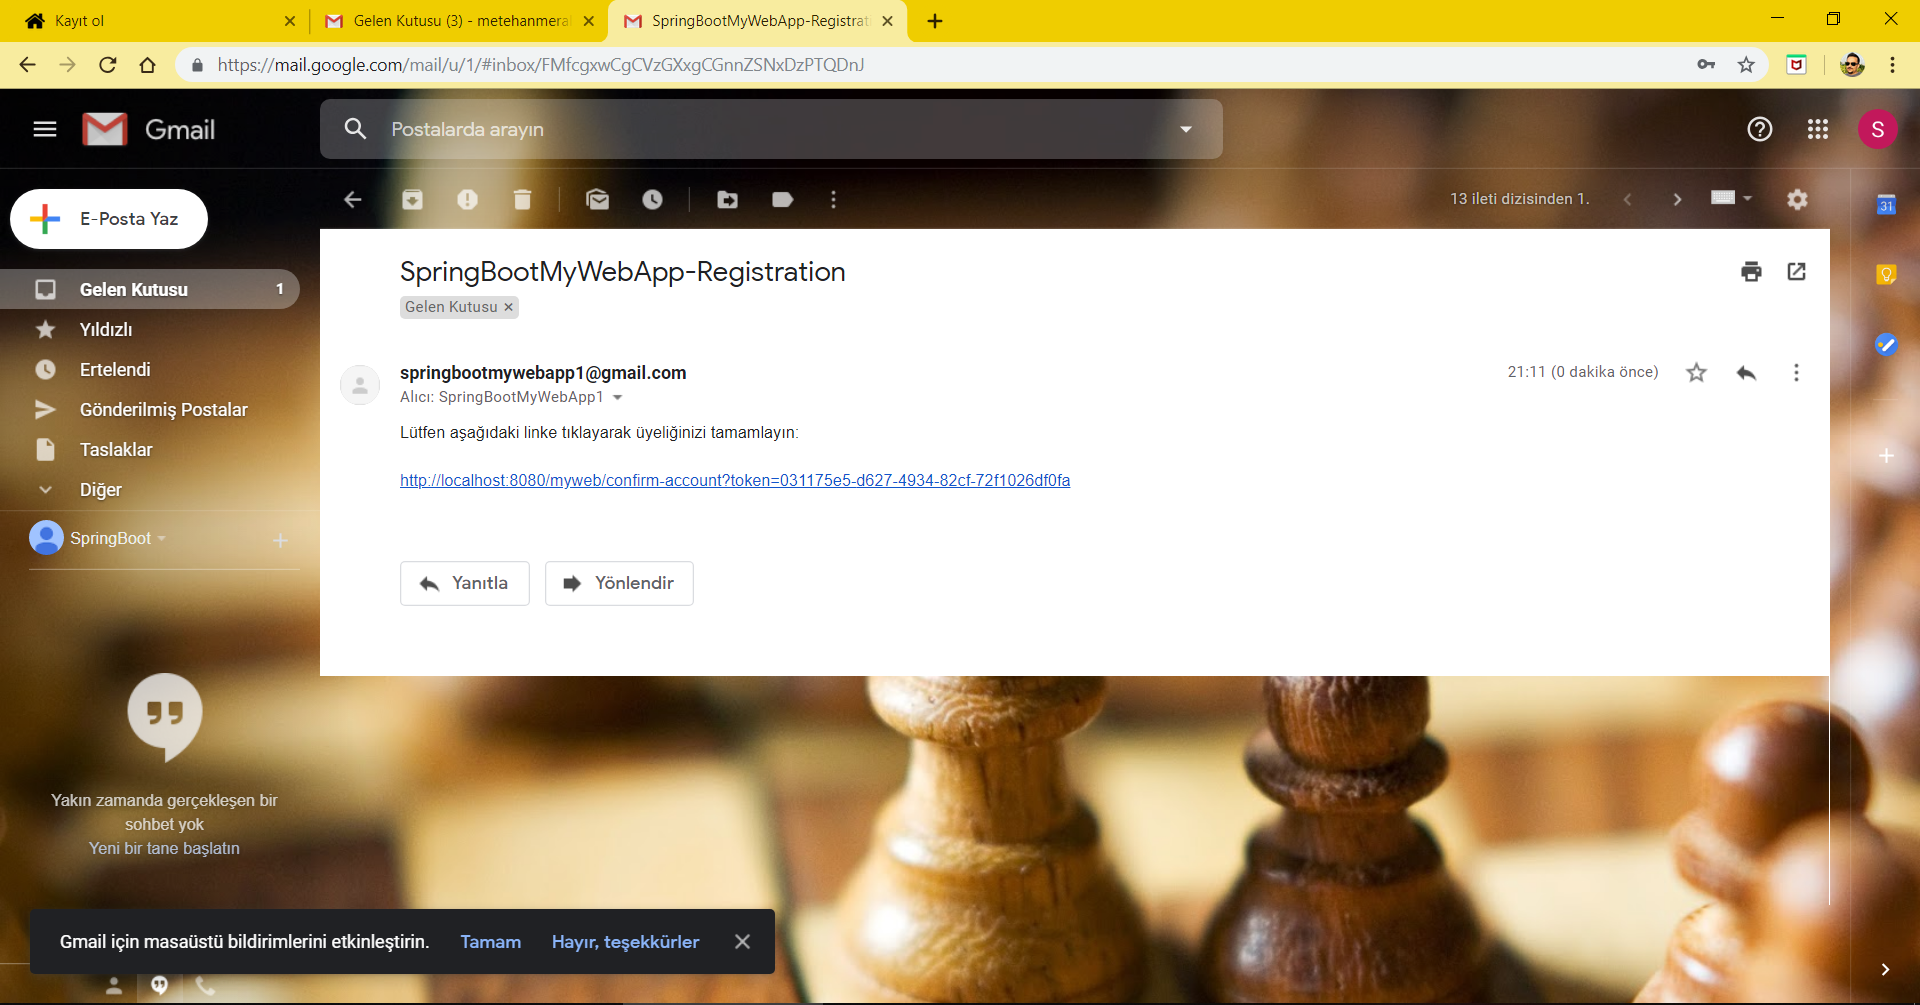 Kayıt ol
Gelen Kutusu (3) - metehanmeral
SpringBootMyWebApp-Registrati
https://mail.google.com/mail/u/1/#inbox/FMfcgxwCgCVzGXxgCGnnZSNxDzPTQDnJ
Gmail
Postalarda arayın
S
E-Posta Yaz
13 ileti dizisinden 1.
31
Gelen Kutusu 1
Yıldızlı
Ertelendi
Gönderilmiş Postalar
Taslaklar
Diğer
SpringBoot
SpringBootMyWebApp-Registration
Gelen Kutusu ×
springbootmywebapp1@gmail.com
21:11 (0 dakika önce)
Alıcı: SpringBootMyWebApp1
Lütfen aşağıdaki linke tıklayarak üyeliğinizi tamamlayın:
http://localhost:8080/myweb/confirm-account?token=031175e5-d627-4934-82cf-72f1026df0fa
Yanıtla
Yönlendir
Yakın zamanda gerçekleşen bir
sohbet yok
Yeni bir tane başlatın
Gmail için masaüstü bildirimlerini etkinleştirin. Tamam Hayır, teşekkürler